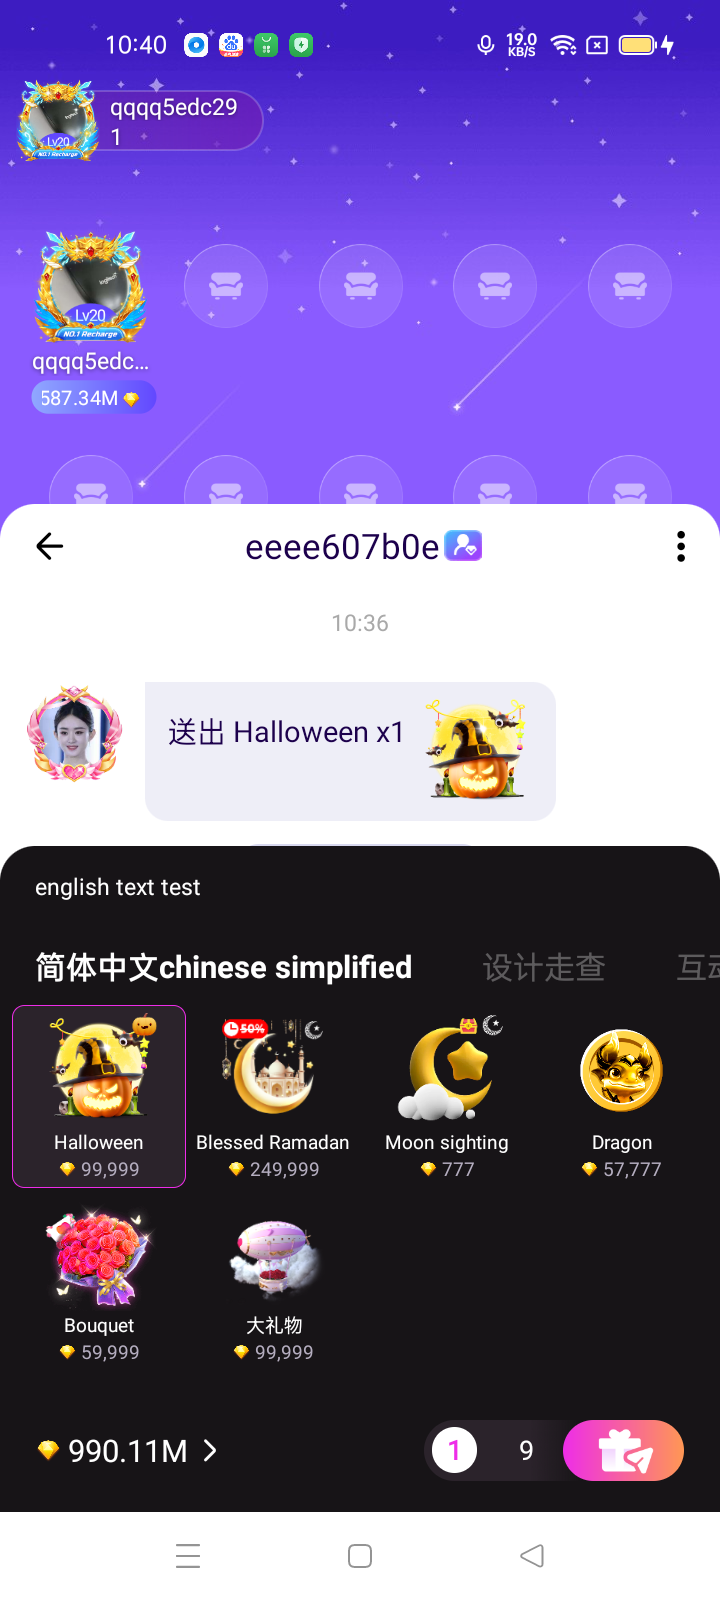 10:40
19.0
KB/S
qqqq5edc29
1
Lv20
NO.1 Recharge
Lv20
NO.1 Recharge
qqqq5edc...
587.34M
eeee607b0e
10:36
送出 Halloween x1
english text test
简体中文chinese simplified 设计走查 互动
50%
Halloween Blessed Ramadan Moon sighting Dragon
99,999 249,999 777 57,777
Bouquet 大礼物
59,999 99,999
990.11M 1 9